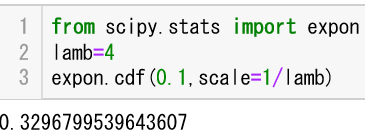 1 from scipy.stats import expon
2 lamb=4
3 expon.cdf(0.1,scale=1/lamb)
0.3296799539643607